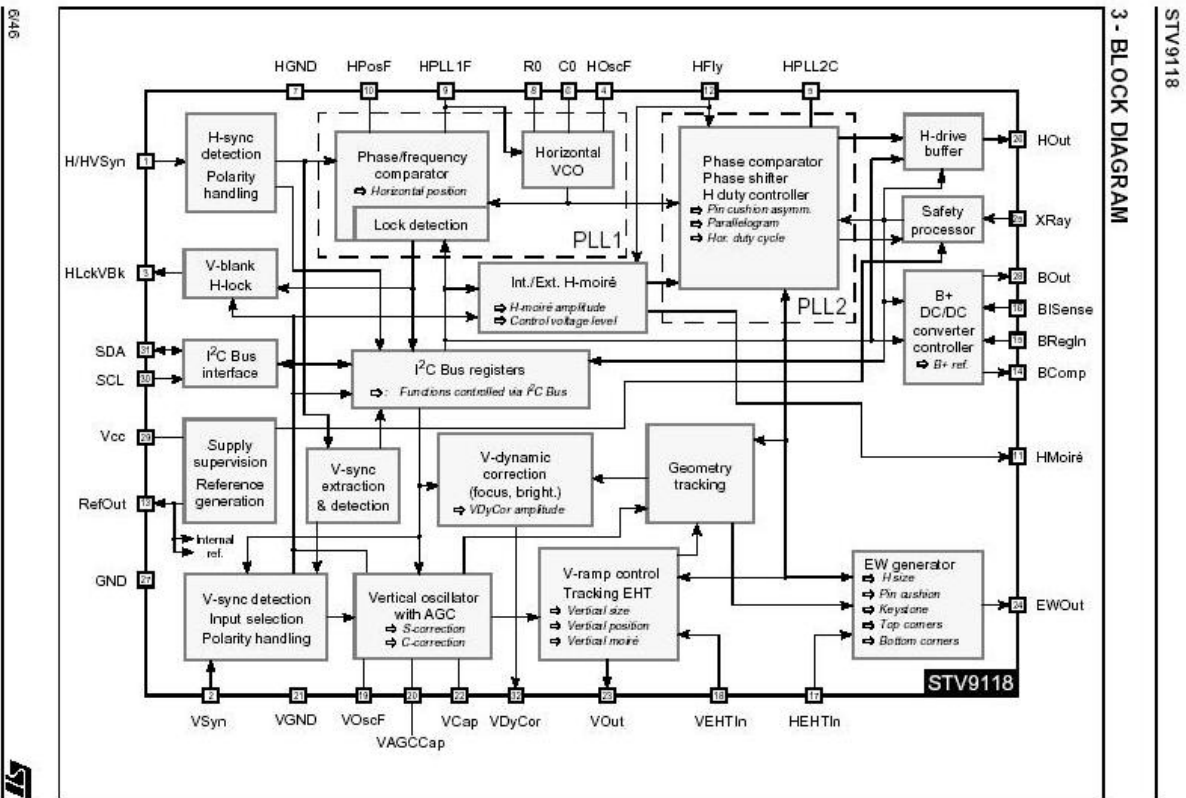 STV9118
3 - BLOCK DIAGRAM
6/46
HGND
HPosF
HPLL1F
R0
C0
HOscF
HFly
HPLL2C
7
10
9
8
6
4
12
5
H/HVSyn
1
H-sync
detection
Polarity
handling
Phase/frequency
comparator
⇨ Horizontal position
Lock detection
Horizontal
VCO
PLL1
Phase comparator
Phase shifter
H duty controller
⇨ Pin cushion asymm.
⇨ Parallelogram
⇨ Hor. duty cycle
PLL2
H-drive
buffer
26
HOut
Safety
processor
25
XRay
HLckVBk
3
V-blank
H-lock
Int./Ext. H-moiré
⇨ H-moiré amplitude
⇨ Control voltage level
B+
DC/DC
converter
controller
⇨ B+ ref.
28
BOut
16
BISense
15
BRegIn
14
BComp
SDA
31
SCL
30
I²C Bus
interface
I²C Bus registers
⇨ : Functions controlled via I²C Bus
Vcc
29
Supply
supervision
Reference
generation
RefOut
13
Internal
ref.
V-sync
extraction
& detection
V-dynamic
correction
(focus, bright.)
⇨ VDyCor amplitude
Geometry
tracking
11
HMoiré
GND
27
V-sync detection
Input selection
Polarity handling
Vertical oscillator
with AGC
⇨ S-correction
⇨ C-correction
V-ramp control
Tracking EHT
⇨ Vertical size
⇨ Vertical position
⇨ Vertical moiré
EW generator
⇨ H size
⇨ Pin cushion
⇨ Keystone
⇨ Top corners
⇨ Bottom corners
24
EWOut
STV9118
2
21
19
20
22
32
23
18
17
VSyn
VGND
VOscF
VAGCCap
VCap
VDyCor
VOut
VEHTIn
HEHTIn